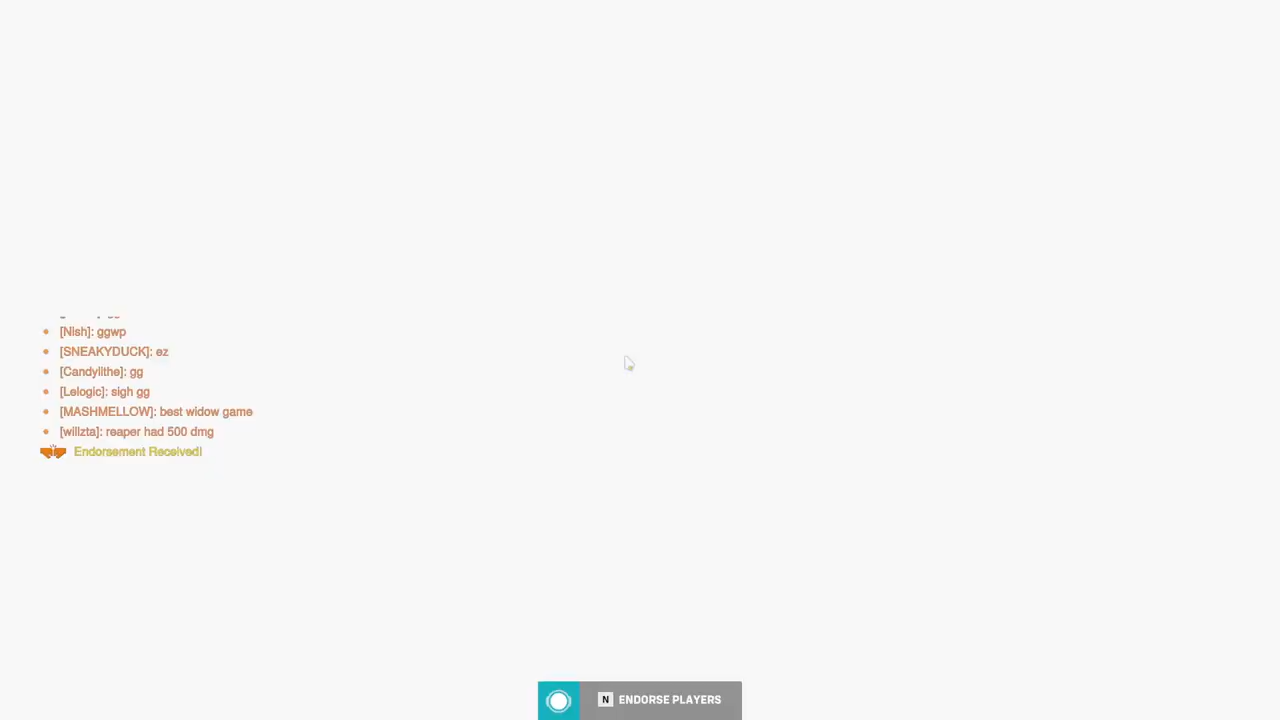 [Nish]: ggwp
[SNEAKYDUCK]: ez
[Candylithe]: gg
[Lelogic]: sigh gg
[MASHMELLOW]: best widow game
[willzta]: reaper had 500 dmg
Endorsement Received!
N ENDORSE PLAYERS